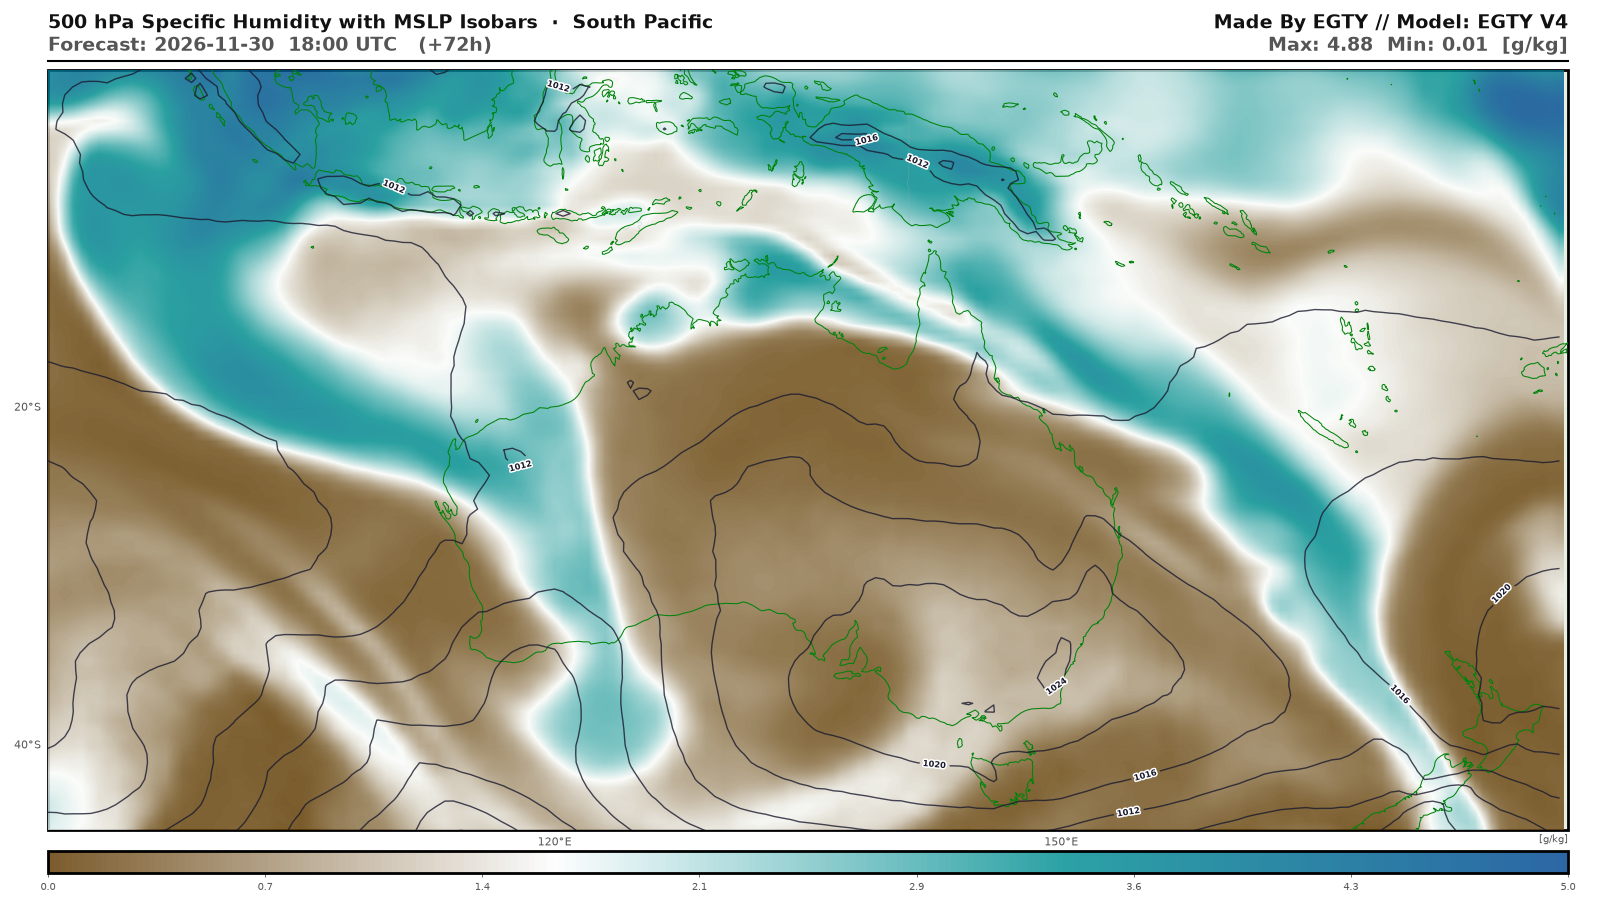 500 hPa Specific Humidity with MSLP Isobars · South Pacific
Made By EGTY // Model: EGTY V4
Forecast: 2026-11-30 18:00 UTC (+72h)
Max: 4.88 Min: 0.01 [g/kg]
1012
1016
1012
1012
20°S
1012
1020
1024
1016
40°S
1020
1016
1012
120°E
150°E
[g/kg]
0.0
0.7
1.4
2.1
2.9
3.6
4.3
5.0